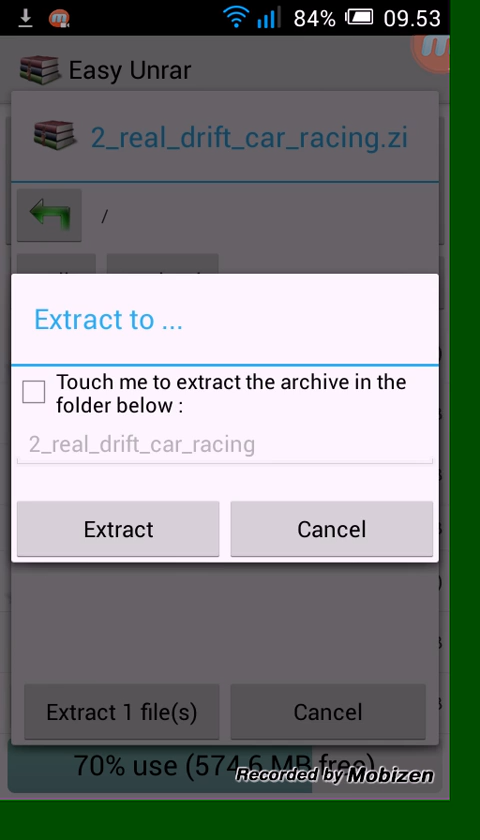 84% 09.53
Easy Unrar
2_real_drift_car_racing.zi
/
Extract to ...
Touch me to extract the archive in the
folder below :
2_real_drift_car_racing
Extract Cancel
Extract 1 file(s) Cancel
70% use (574.6 MB free)
Recorded by Mobizen